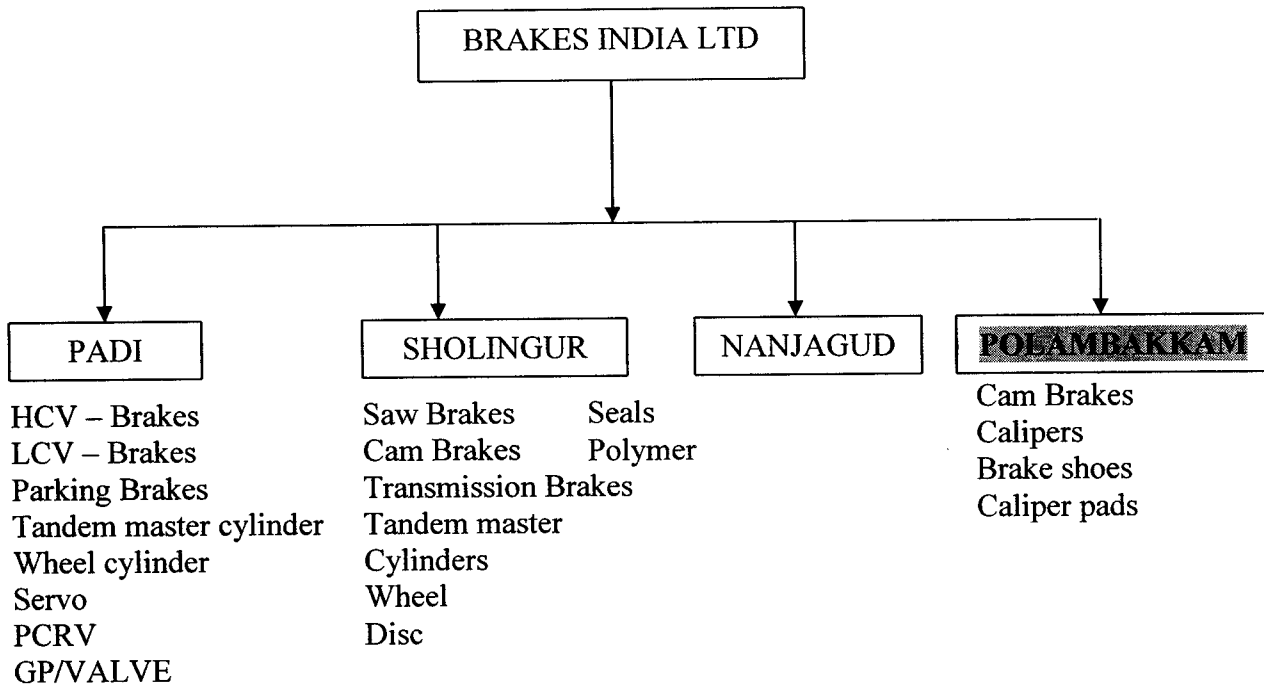 BRAKES INDIA LTD
PADI
SHOLINGUR
NANJAGUD
POLAMBAKKAM
HCV – Brakes
LCV – Brakes
Parking Brakes
Tandem master cylinder
Wheel cylinder
Servo
PCRV
GP/VALVE
Saw Brakes
Cam Brakes
Transmission Brakes
Tandem master
Cylinders
Wheel
Disc
Seals
Polymer
Cam Brakes
Calipers
Brake shoes
Caliper pads